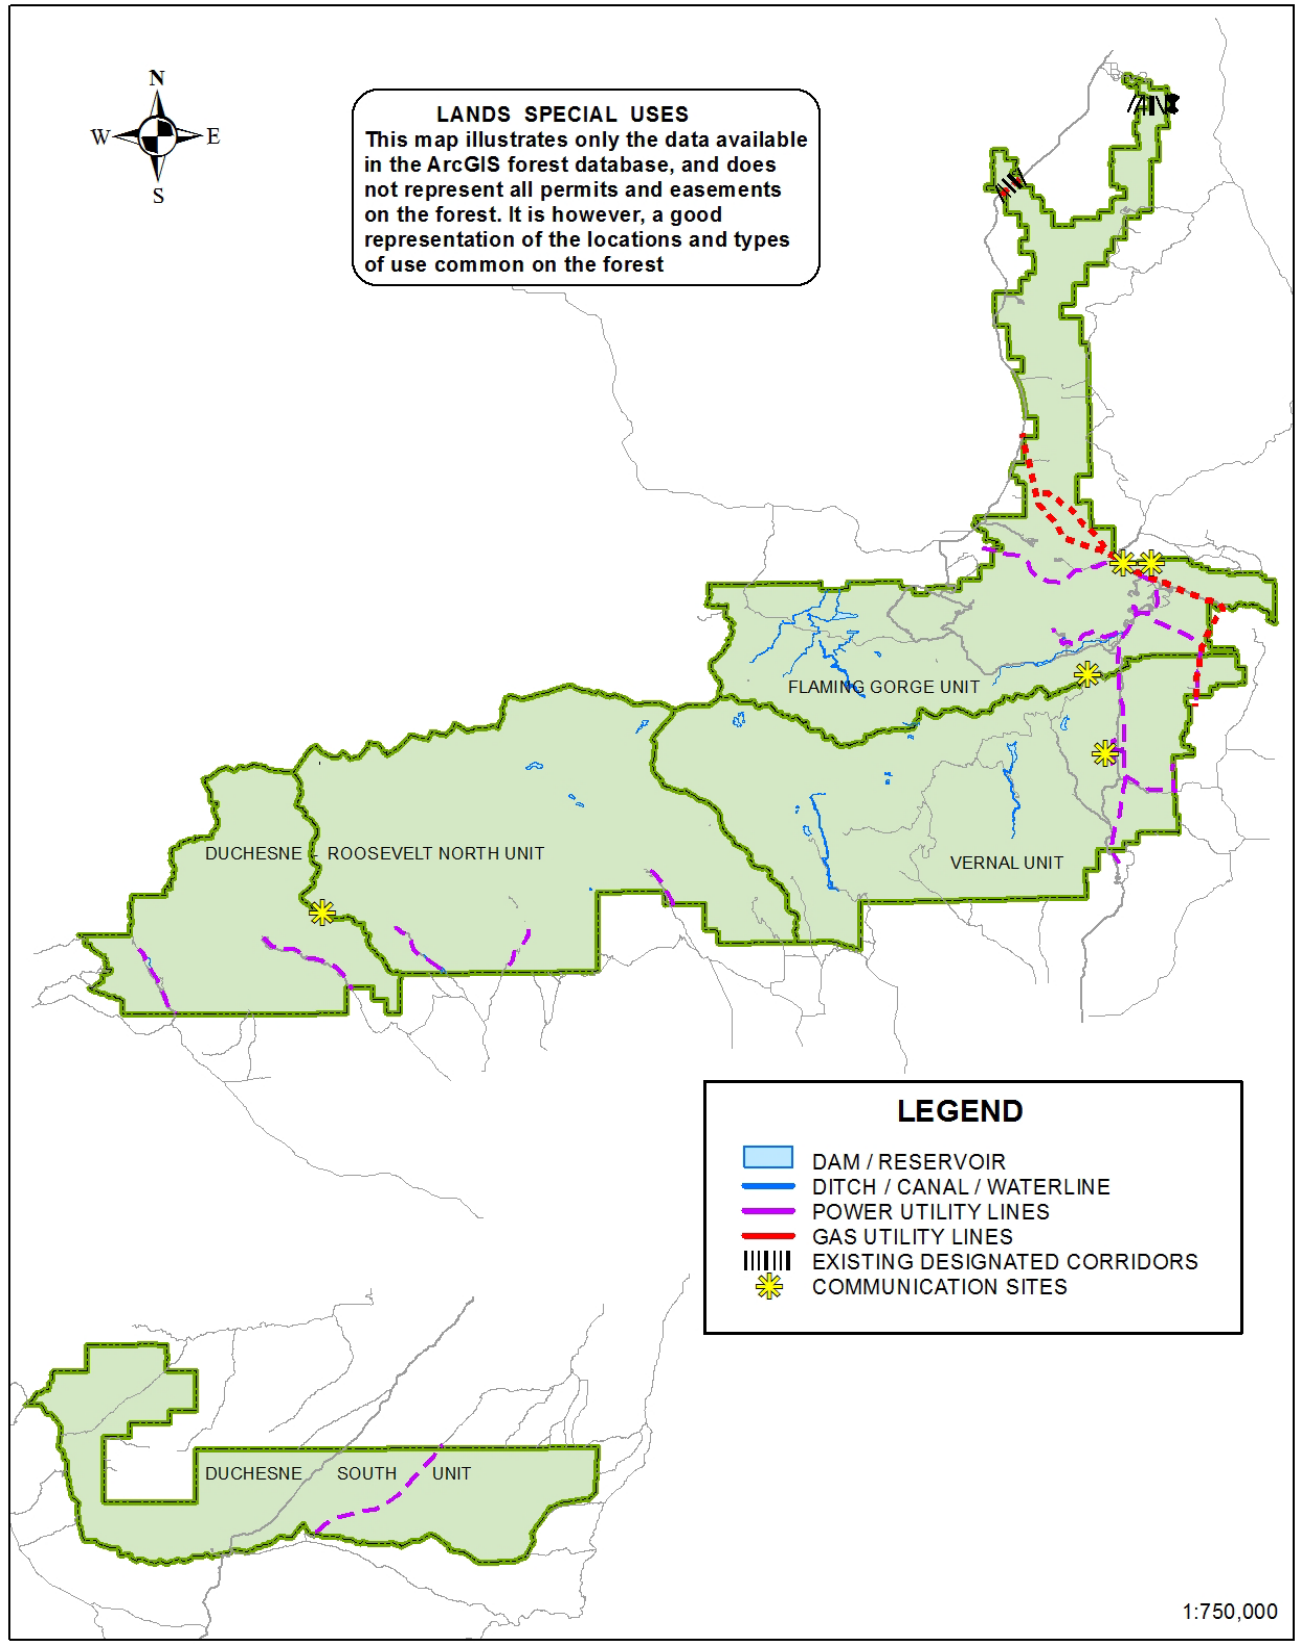 N
W E
S
LANDS SPECIAL USES
This map illustrates only the data available
in the ArcGIS forest database, and does
not represent all permits and easements
on the forest. It is however, a good
representation of the locations and types
of use common on the forest
FLAMING GORGE UNIT
DUCHESNE - ROOSEVELT NORTH UNIT
VERNAL UNIT
LEGEND
DAM / RESERVOIR
DITCH / CANAL / WATERLINE
POWER UTILITY LINES
GAS UTILITY LINES
EXISTING DESIGNATED CORRIDORS
COMMUNICATION SITES
DUCHESNE SOUTH UNIT
1:750,000